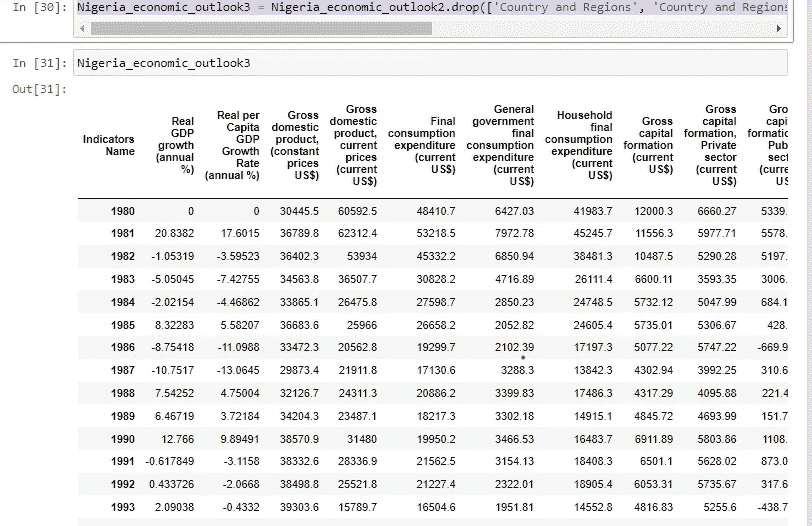 In [30]: Nigeria_economic_outlook3 = Nigeria_economic_outlook2.drop(['Country and Regions', 'Country and Regions
In [31]: Nigeria_economic_outlook3
Out[31]:
Indicators Name Real GDP growth (annual %) Real per Capita GDP Growth Rate (annual %) Gross domestic product, (constant prices US$) Gross domestic product, current prices (current US$) Final consumption expenditure (current US$) General government final consumption expenditure (current US$) Household final consumption expenditure (current US$) Gross capital formation (current US$) Gross capital formation, Private sector (current US$) Gro capi formatio Pub sect (curre US
1980 0 0 30445.5 60592.5 48410.7 6427.03 41983.7 12000.3 6660.27 5339.
1981 20.8382 17.6015 36789.8 62312.4 53218.5 7972.78 45245.7 11556.3 5977.71 5578.
1982 -1.05319 -3.59523 36402.3 53934 45332.2 6850.94 38481.3 10487.5 5290.28 5197.
1983 -5.05045 -7.42755 34563.8 36507.7 30828.2 4716.89 26111.4 6600.11 3593.35 3006.
1984 -2.02154 -4.46862 33865.1 26475.8 27598.7 2850.23 24748.5 5732.12 5047.99 684.1
1985 8.32283 5.58207 36683.6 25966 26658.2 2052.82 24605.4 5735.01 5306.67 428.
1986 -8.75418 -11.0988 33472.3 20562.8 19299.7 2102.39 17197.3 5077.22 5747.22 -669.9
1987 -10.7517 -13.0645 29873.4 21911.8 17130.6 3288.3 13842.3 4302.94 3992.25 310.6
1988 7.54252 4.75004 32126.7 24311.3 20886.2 3399.83 17486.3 4317.29 4095.88 221.4
1989 6.46719 3.72184 34204.3 23487.1 18217.3 3302.18 14915.1 4845.72 4693.99 151.7
1990 12.766 9.89491 38570.9 31480 19950.2 3466.53 16483.7 6911.89 5803.86 1108.
1991 -0.617849 -3.1158 38332.6 28336.9 21562.5 3154.13 18408.3 6501.1 5628.02 873.0
1992 0.433726 -2.0668 38498.8 25521.8 21227.4 2322.01 18905.4 6053.31 5735.67 317.6
1993 2.09038 -0.4332 39303.6 15789.7 16504.6 1951.81 14552.8 4816.83 5255.6 -438.7